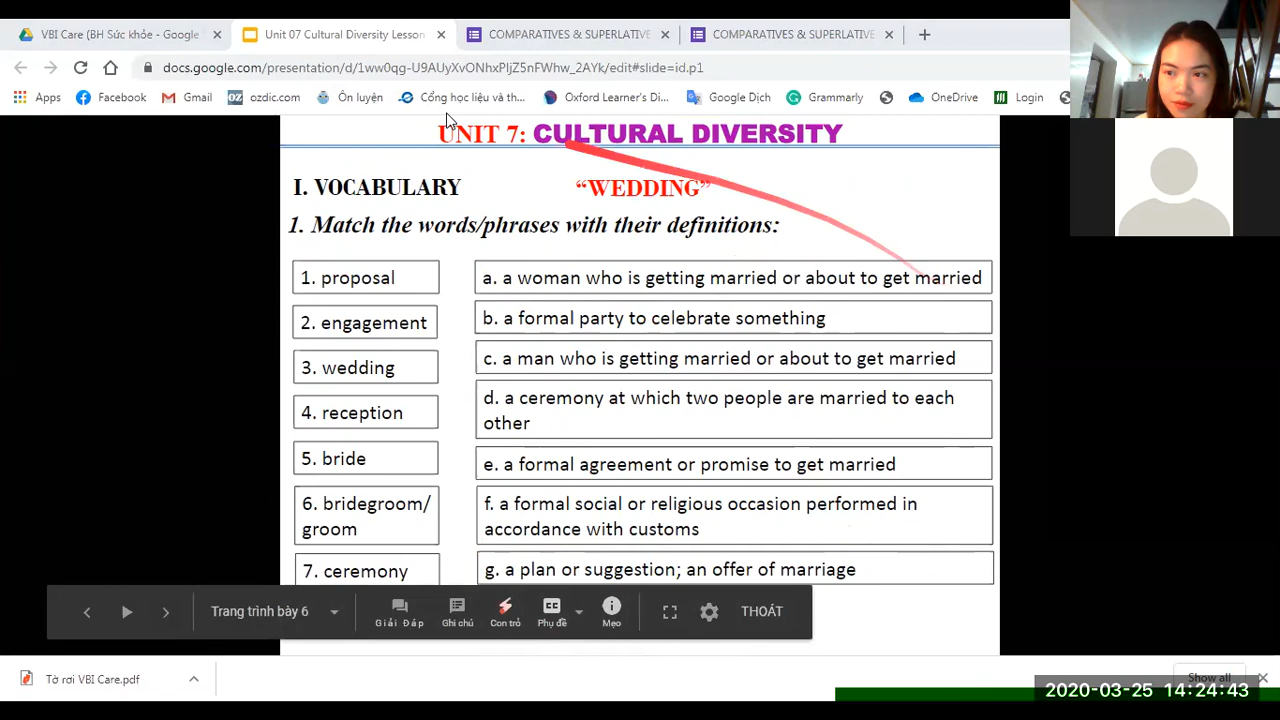 VBI Care (BH Sức khỏe - Google
Unit 07 Cultural Diversity Lesson
COMPARATIVES & SUPERLATIVE
COMPARATIVES & SUPERLATIVE
docs.google.com/presentation/d/1ww0qg-U9AUyXvONHxPIjZ5nFWhw_2AYk/edit#slide=id.p1
Apps
Facebook
Gmail
ozdic.com
Ôn luyện
Cổng học liệu và th...
Oxford Learner's Di...
Google Dịch
Grammarly
OneDrive
Login
UNIT 7: CULTURAL DIVERSITY
I. VOCABULARY
“WEDDING”
1. Match the words/phrases with their definitions:
1. proposal
a. a woman who is getting married or about to get married
2. engagement
b. a formal party to celebrate something
3. wedding
c. a man who is getting married or about to get married
4. reception
d. a ceremony at which two people are married to each
other
5. bride
e. a formal agreement or promise to get married
6. bridegroom/
groom
f. a formal social or religious occasion performed in
accordance with customs
7. ceremony
g. a plan or suggestion; an offer of marriage
Trang trình bày 6
Giải Đáp
Ghi chú
Con trỏ
Phụ đề
Mẹo
THOÁT
Tờ rơi VBI Care.pdf
Show all
2020-03-25 14:24:43